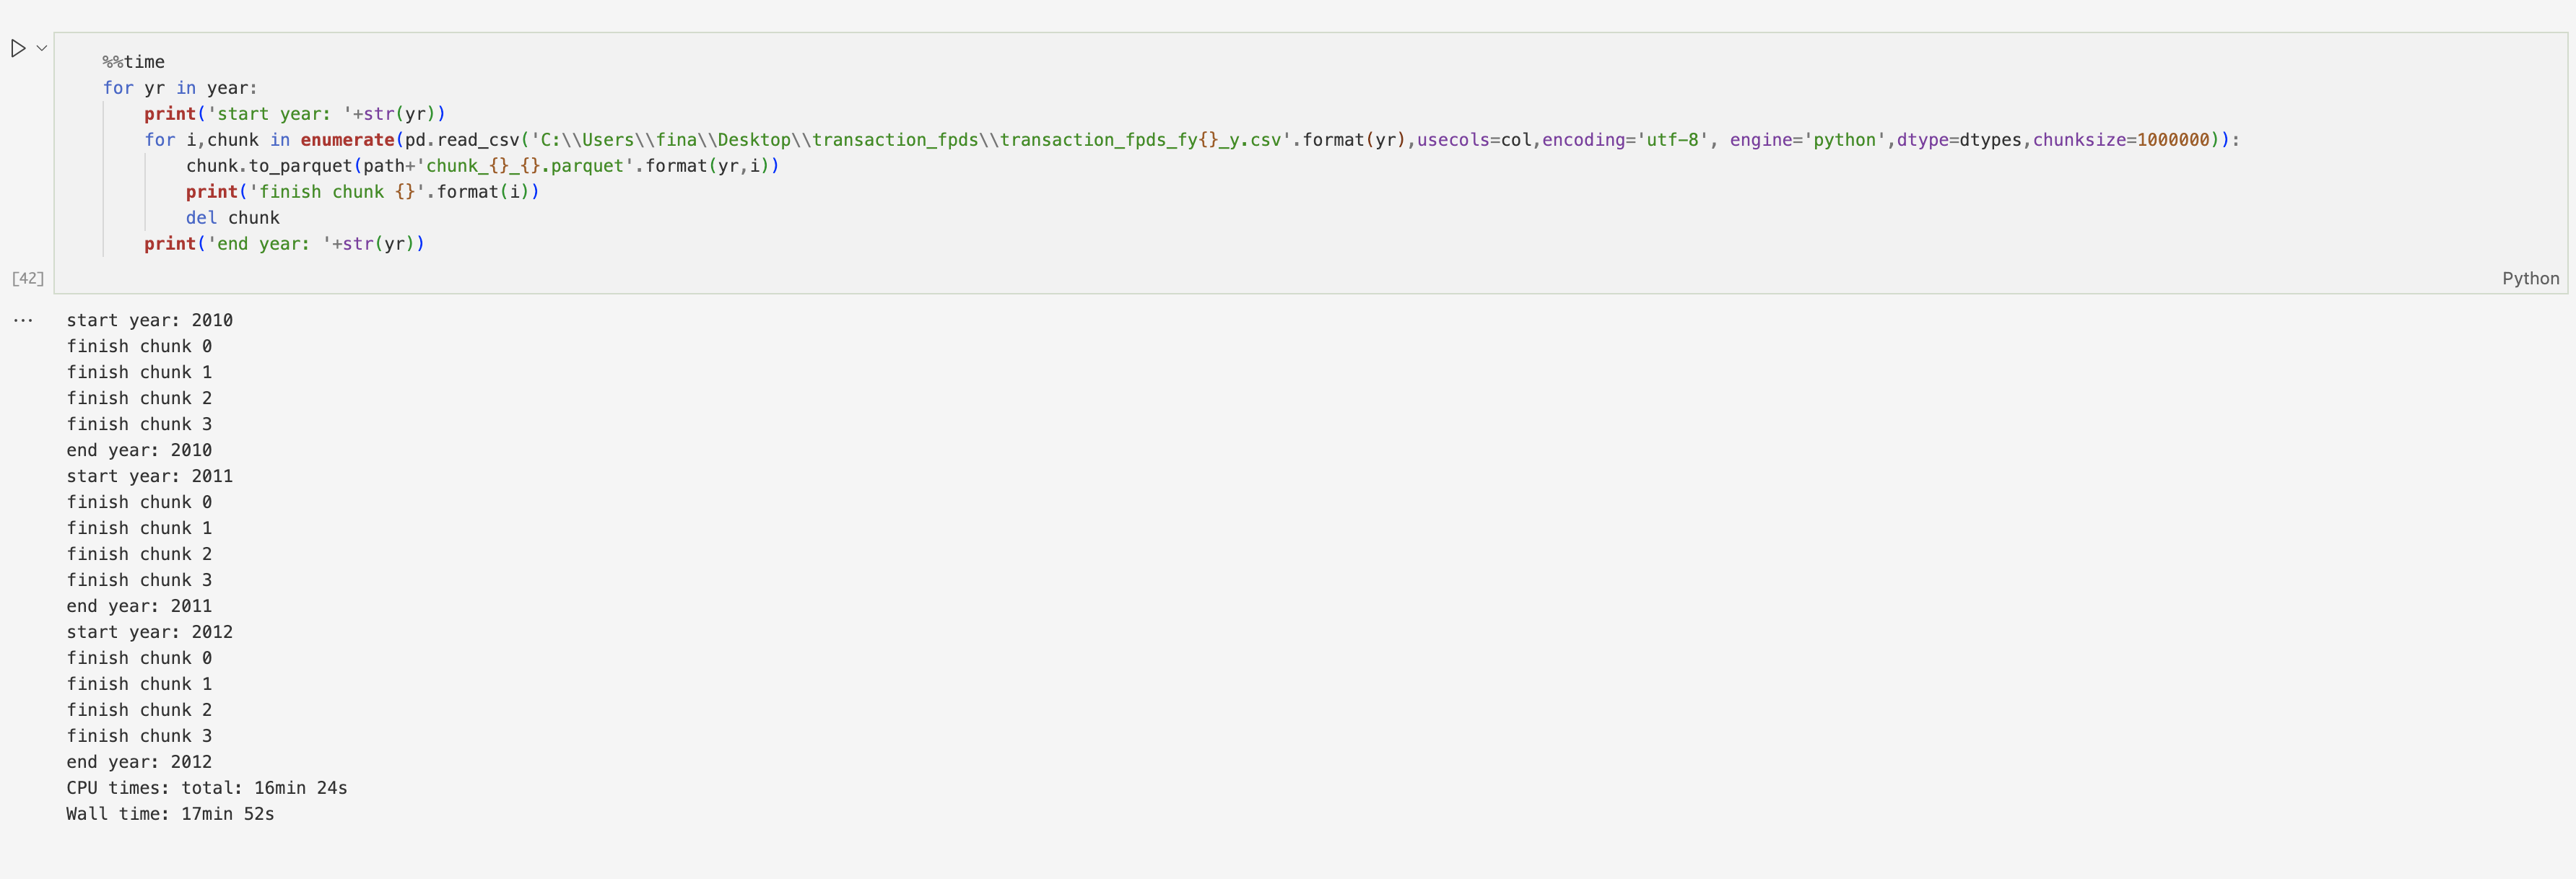 %%time
for yr in year:
    print('start year: '+str(yr))
    for i,chunk in enumerate(pd.read_csv('C:\\Users\\fina\\Desktop\\transaction_fpds\\transaction_fpds_fy{}_y.csv'.format(yr),usecols=col,encoding='utf-8', engine='python',dtype=dtypes,chunksize=1000000)):
        chunk.to_parquet(path+'chunk_{}_{}.parquet'.format(yr,i))
        print('finish chunk {}'.format(i))
        del chunk
    print('end year: '+str(yr))
[42]
Python
...
start year: 2010
finish chunk 0
finish chunk 1
finish chunk 2
finish chunk 3
end year: 2010
start year: 2011
finish chunk 0
finish chunk 1
finish chunk 2
finish chunk 3
end year: 2011
start year: 2012
finish chunk 0
finish chunk 1
finish chunk 2
finish chunk 3
end year: 2012
CPU times: total: 16min 24s
Wall time: 17min 52s